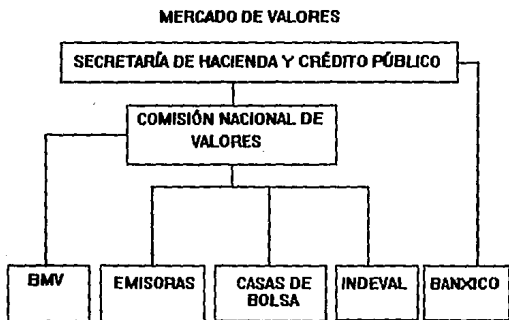 MERCADO DE VALORES
SECRETARÍA DE HACIENDA Y CRÉDITO PÚBLICO
COMISIÓN NACIONAL DE
VALORES
BMV
EMISORAS
CASAS DE
BOLSA
INDEVAL
BANXICO